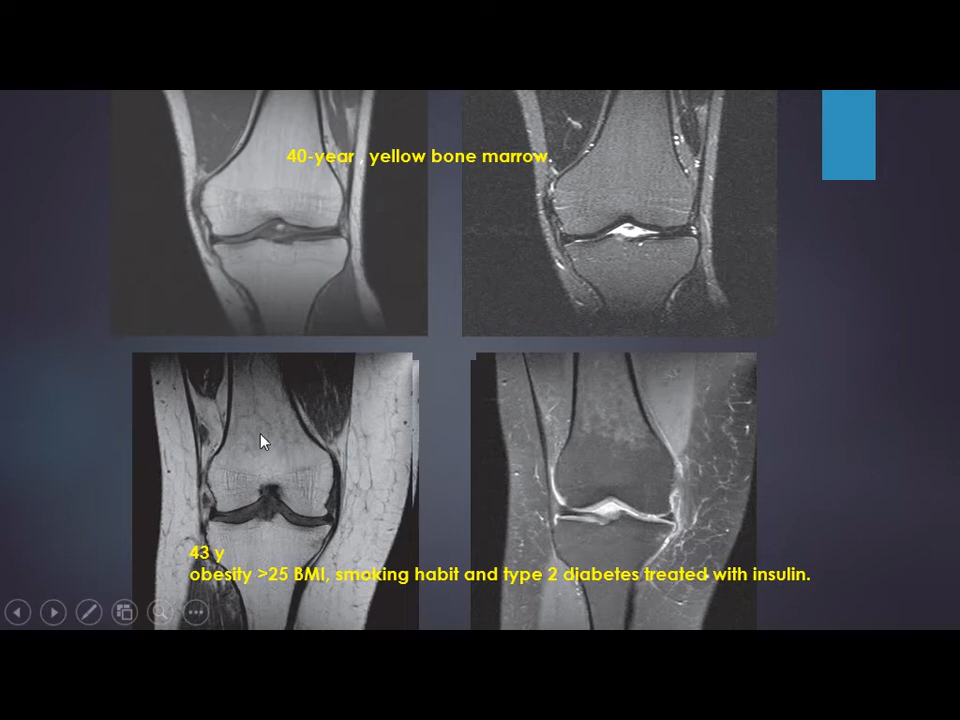 40-year , yellow bone marrow.
43 y
obesity >25 BMI, smoking habit and type 2 diabetes treated with insulin.